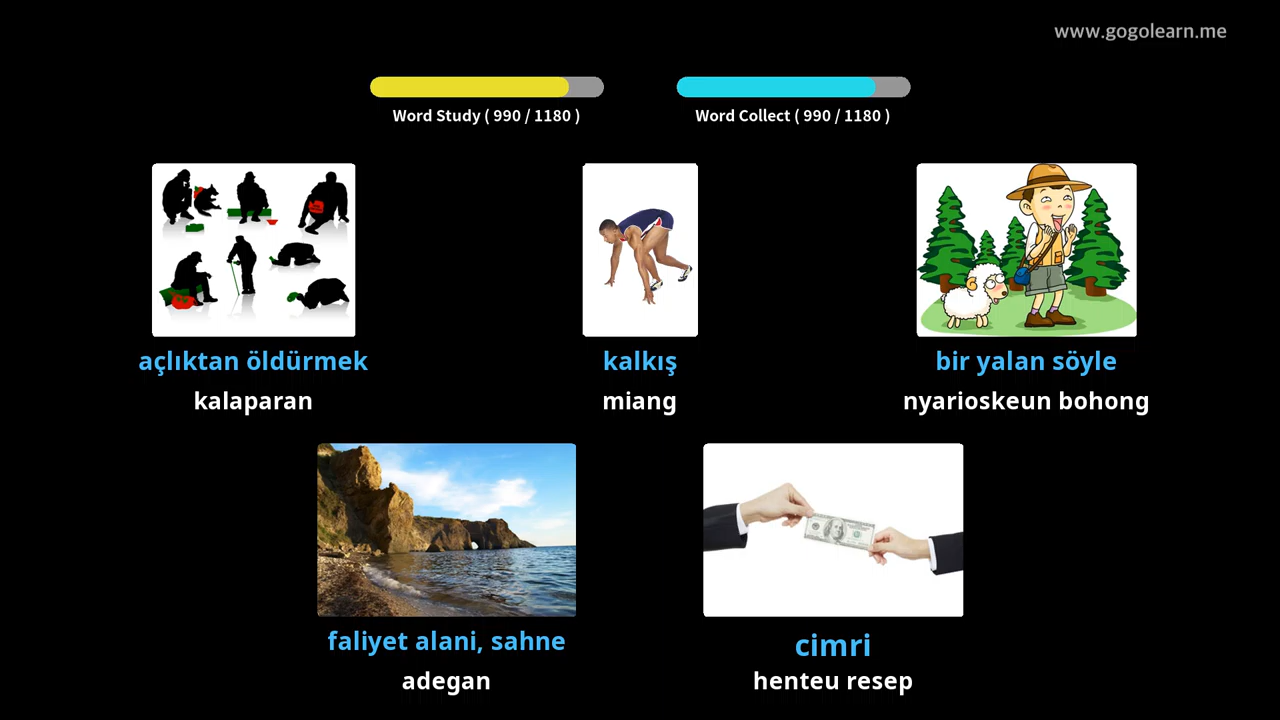 www.gogolearn.me
Word Study ( 990 / 1180 )
Word Collect ( 990 / 1180 )
açlıktan öldürmek
kalaparan
kalkış
miang
bir yalan söyle
nyarioskeun bohong
faliyet alani, sahne
adegan
cimri
henteu resep